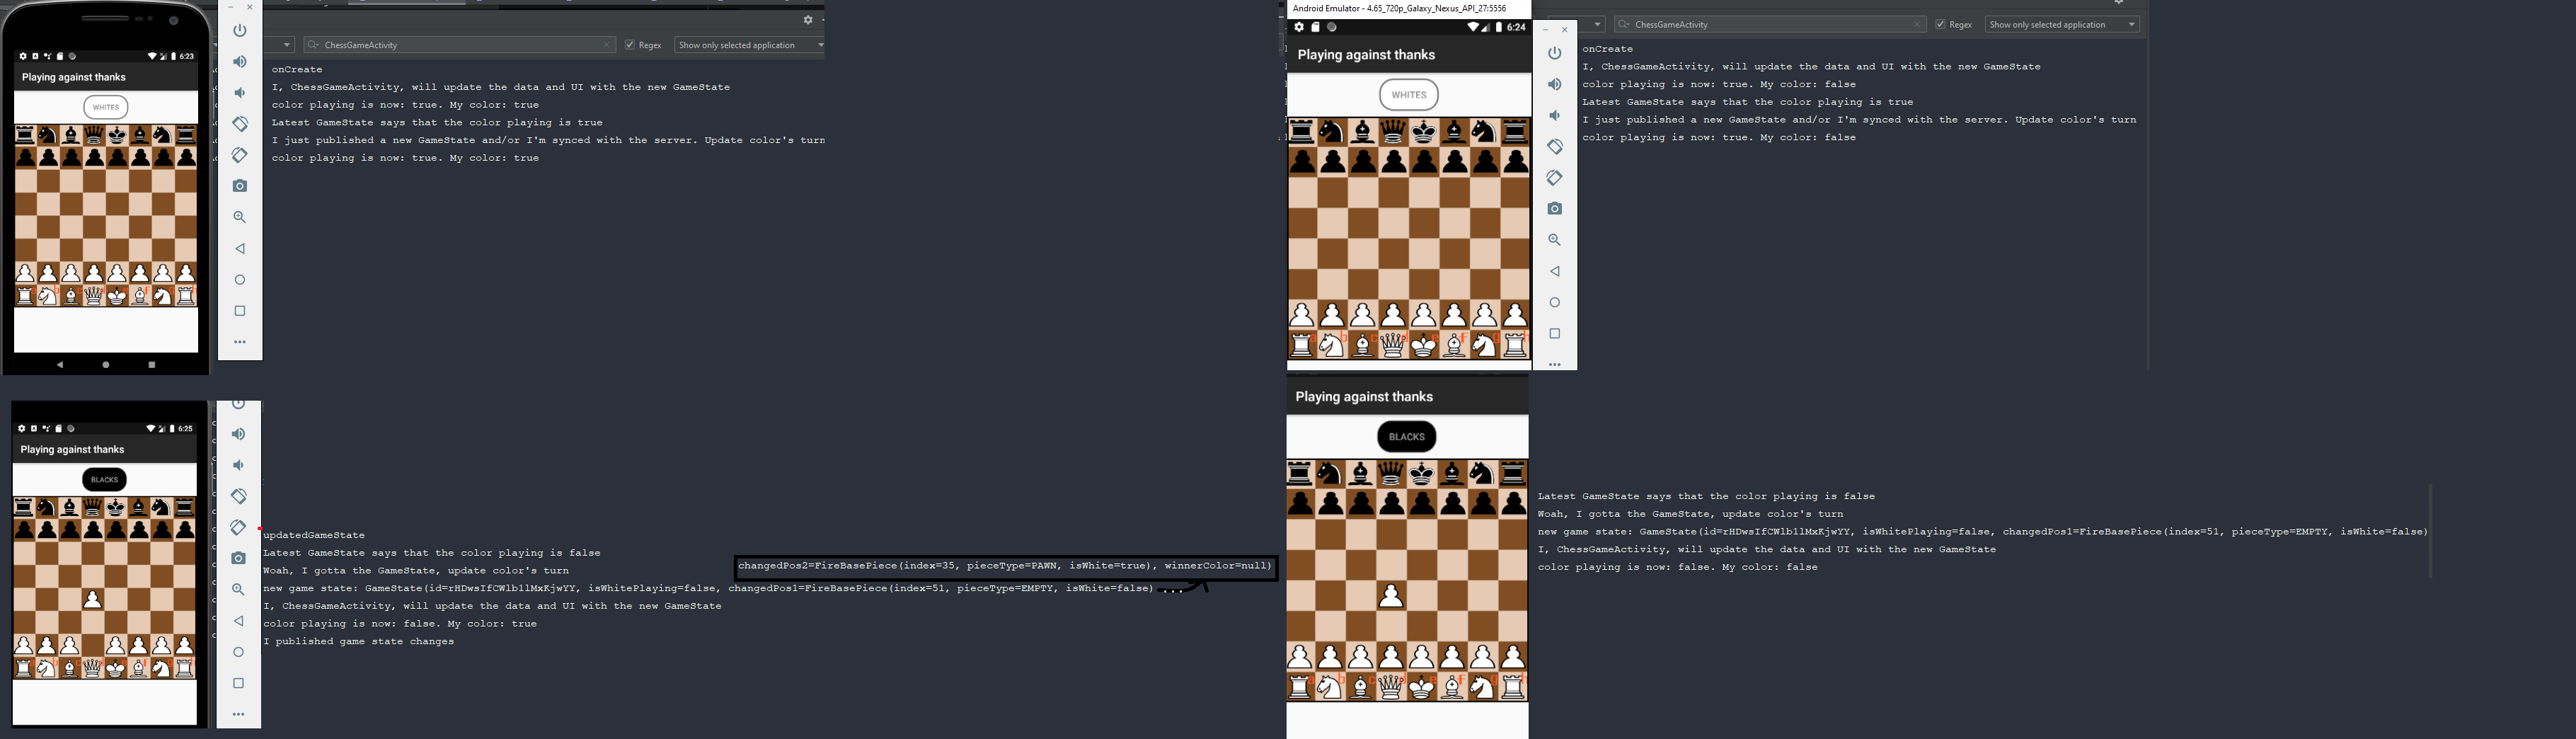 6:23
Playing against thanks
WHITES
ChessGameActivity
Regex
Show only selected application
onCreate
I, ChessGameActivity, will update the data and UI with the new GameState
color playing is now: true. My color: true
Latest GameState says that the color playing is true
I just published a new GameState and/or I'm synced with the server. Update color's turn
color playing is now: true. My color: true
Android Emulator - 4.65_720p_Galaxy_Nexus_API_27:5556
6:24
Playing against thanks
WHITES
ChessGameActivity
Regex
Show only selected application
onCreate
I, ChessGameActivity, will update the data and UI with the new GameState
color playing is now: true. My color: false
Latest GameState says that the color playing is true
I just published a new GameState and/or I'm synced with the server. Update color's turn
color playing is now: true. My color: false
6:25
Playing against thanks
BLACKS
updatedGameState
Latest GameState says that the color playing is false
Woah, I gotta the GameState, update color's turn
changedPos2=FireBasePiece(index=35, pieceType=PAWN, isWhite=true), winnerColor=null)
new game state: GameState(id=rHDwsIfCWlb1lMxKjwYY, isWhitePlaying=false, changedPos1=FireBasePiece(index=51, pieceType=EMPTY, isWhite=false) ...
I, ChessGameActivity, will update the data and UI with the new GameState
color playing is now: false. My color: true
I published game state changes
Playing against thanks
BLACKS
Latest GameState says that the color playing is false
Woah, I gotta the GameState, update color's turn
new game state: GameState(id=rHDwsIfCWlb1lMxKjwYY, isWhitePlaying=false, changedPos1=FireBasePiece(index=51, pieceType=EMPTY, isWhite=false)
I, ChessGameActivity, will update the data and UI with the new GameState
color playing is now: false. My color: false